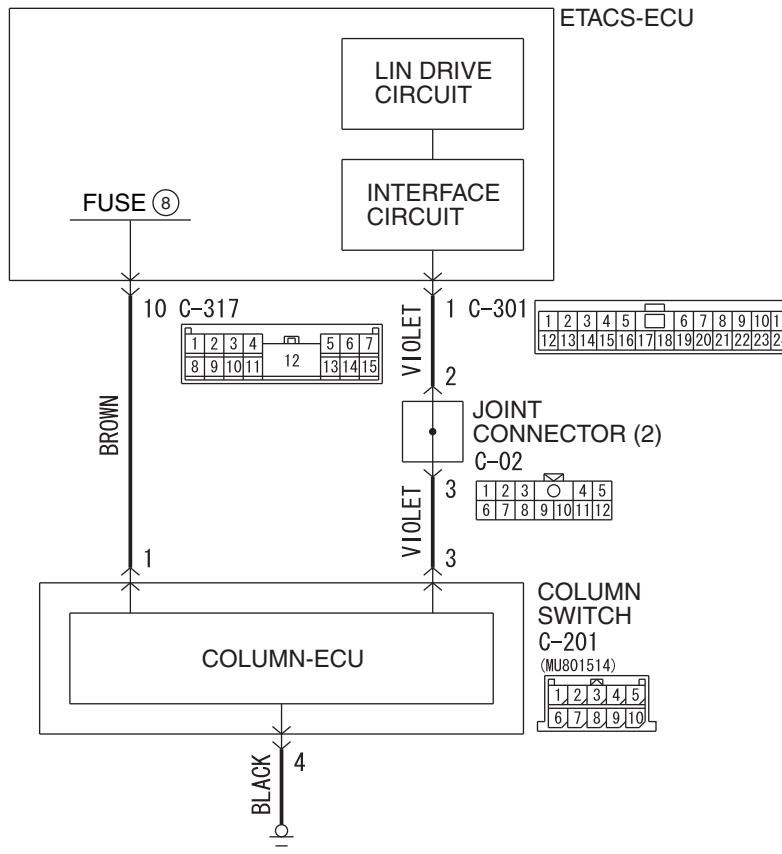 ETACS-ECU
LIN DRIVE
CIRCUIT
INTERFACE
CIRCUIT
FUSE 8
10 C-317
1 2 3 4 5 6 7
8 9 10 11 12 13 14 15
1 C-301
1 2 3 4 5 6 7 8 9 10
12 13 14 15 16 17 18 19 20 21 22 23
VIOLET
2
JOINT
CONNECTOR (2)
C-02
1 2 3 4 5
6 7 8 9 10 11 12
BROWN
VIOLET
3
1
3
COLUMN
SWITCH
C-201
(MU801514)
1 2 3 4 5
6 7 8 9 10
COLUMN-ECU
BLACK
4